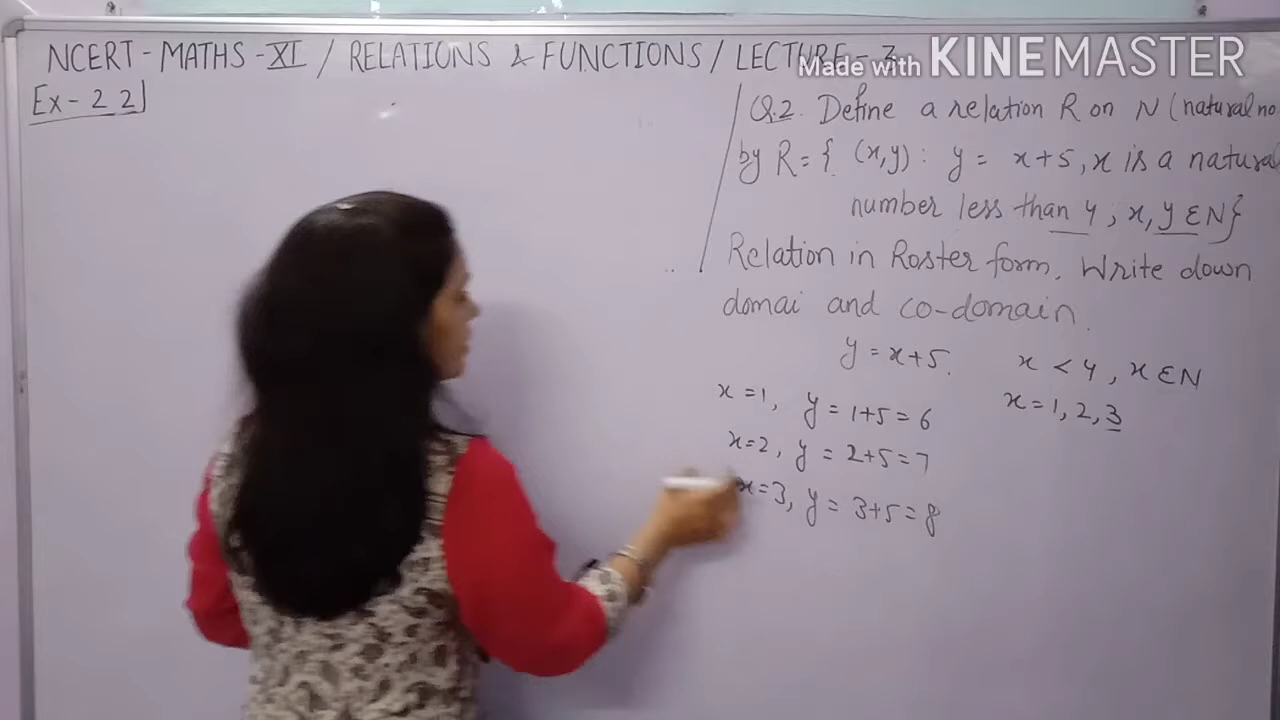 NCERT - MATHS - XI / RELATIONS & FUNCTIONS / LECTURE - 3
Made with KINEMASTER
Ex - 2 2
Q.2. Define a relation R on N (natural no
by R = { (x,y) : y = x+5, x is a natural
number less than 4 ; x, y ∈ N}
Relation in Roster form. Write down
domai and co-domain.
y = x+5.
x < 4, x ∈ N
x = 1, 2, 3
x = 1, y = 1+5 = 6
x = 2, y = 2+5 = 7
x = 3, y = 3+5 = 8